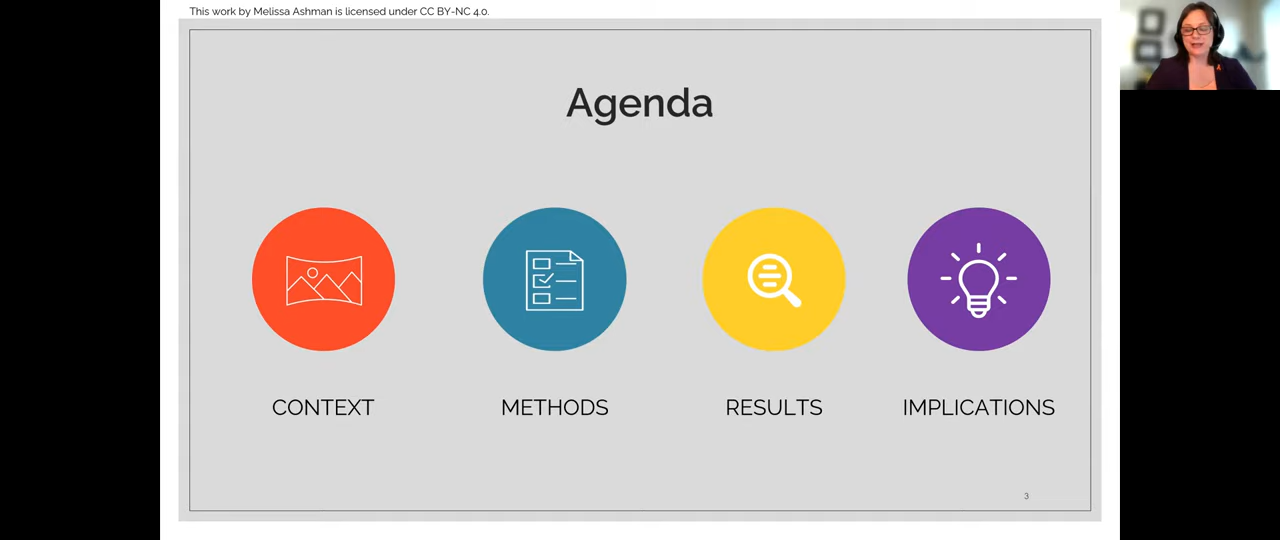 This work by Melissa Ashman is licensed under CC BY-NC 4.0.
Agenda
CONTEXT
METHODS
RESULTS
IMPLICATIONS
3